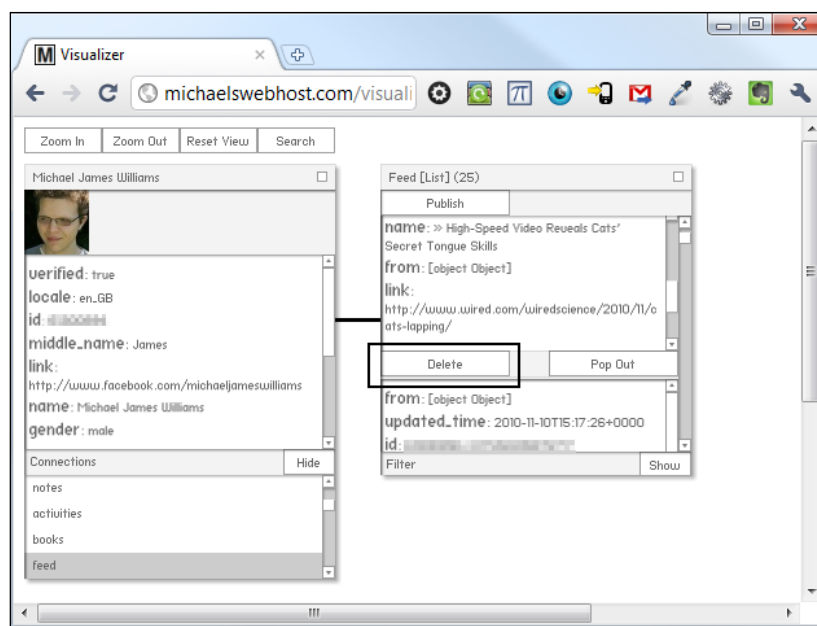 Visualizer
michaelswebhost.com/visuali
Zoom In
Zoom Out
Reset View
Search
Michael James Williams
verified: true
locale: en_GB
id:
middle_name: James
link:
http://www.facebook.com/michaeljameswilliams
name: Michael James Williams
gender: male
Connections
Hide
notes
activities
books
feed
Feed [List] (25)
Publish
name: » High-Speed Video Reveals Cats'
Secret Tongue Skills
from: [object Object]
link:
http://www.wired.com/wiredscience/2010/11/c
ats-lapping/
Delete
Pop Out
from: [object Object]
updated_time: 2010-11-10T15:17:26+0000
id:
Filter
Show